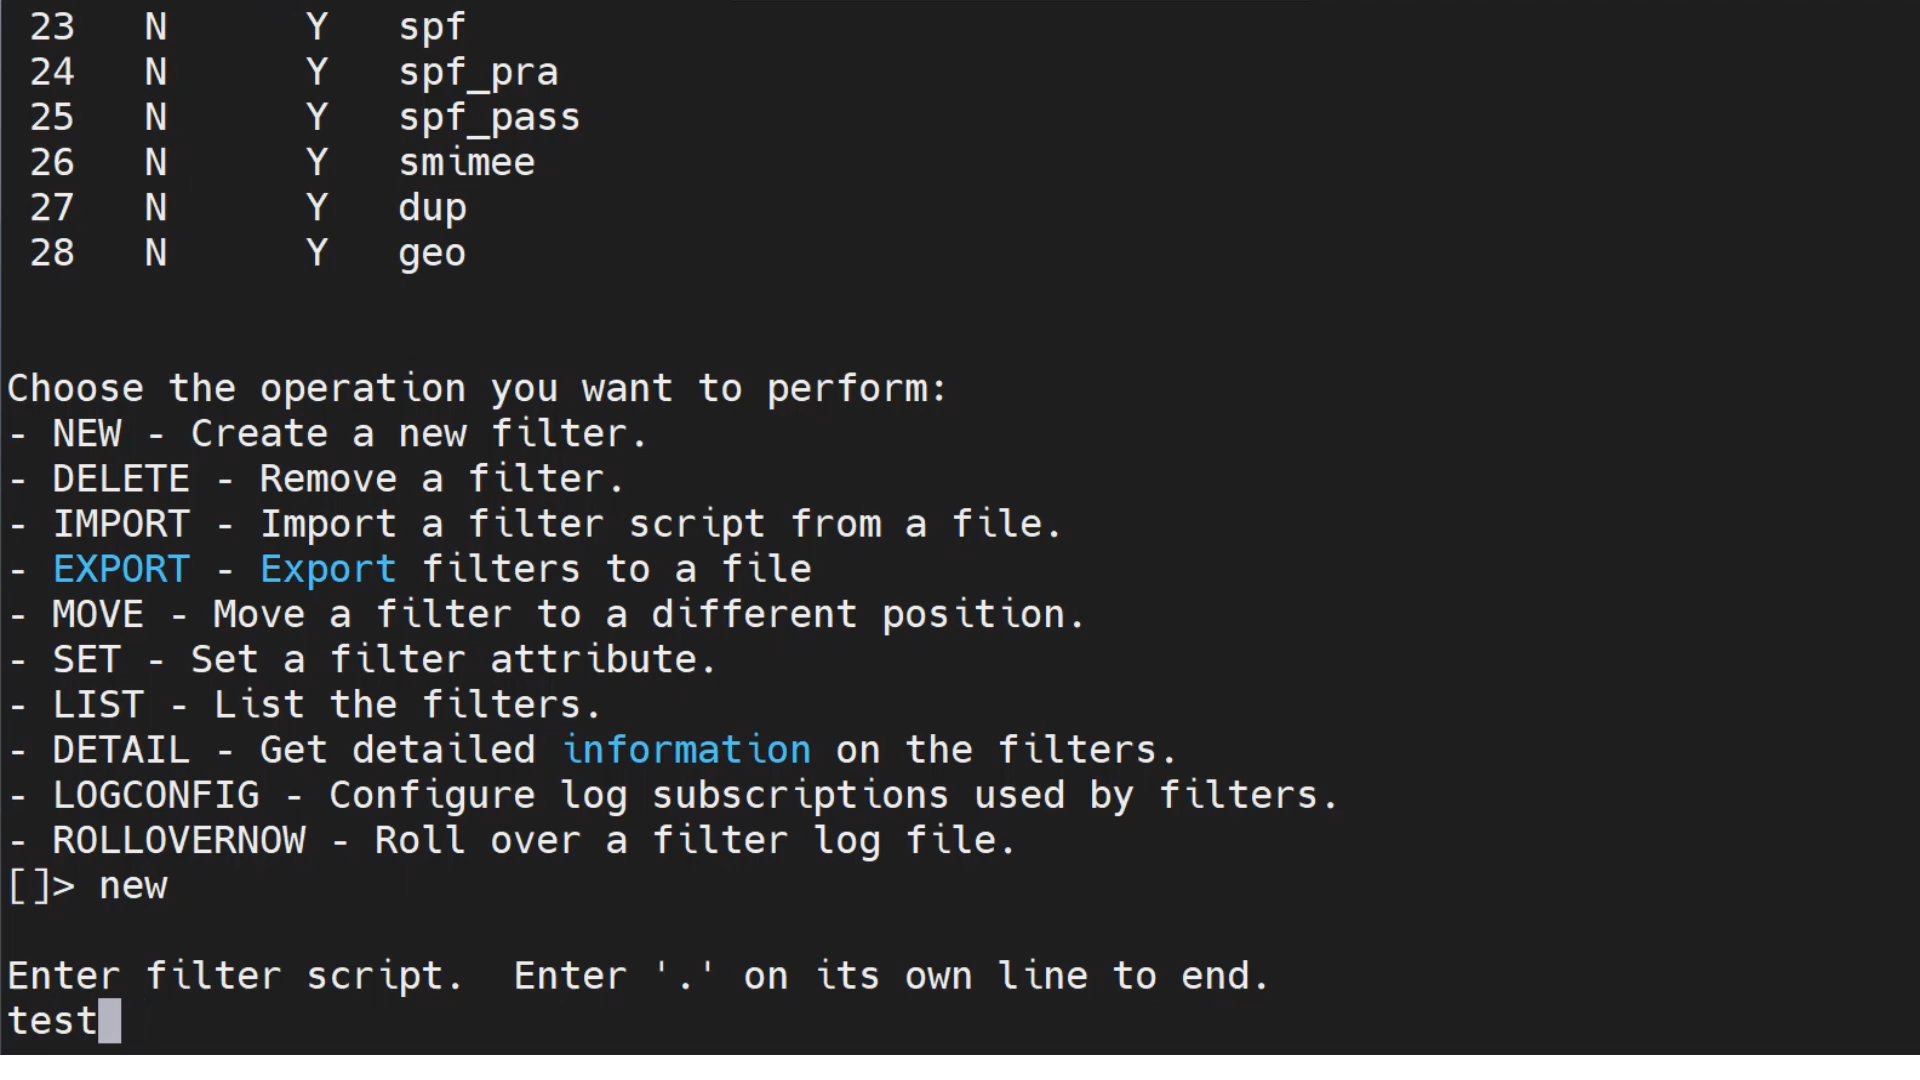 23   N      Y   spf
24   N      Y   spf_pra
25   N      Y   spf_pass
26   N      Y   smimee
27   N      Y   dup
28   N      Y   geo
Choose the operation you want to perform:
- NEW - Create a new filter.
- DELETE - Remove a filter.
- IMPORT - Import a filter script from a file.
- EXPORT - Export filters to a file
- MOVE - Move a filter to a different position.
- SET - Set a filter attribute.
- LIST - List the filters.
- DETAIL - Get detailed information on the filters.
- LOGCONFIG - Configure log subscriptions used by filters.
- ROLLOVERNOW - Roll over a filter log file.
[]> new
Enter filter script.  Enter '.' on its own line to end.
test